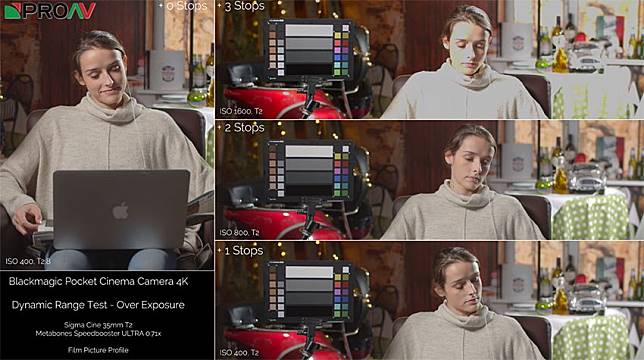 PROAV
+ 0 Stops
ISO 400, T2.8
Blackmagic Pocket Cinema Camera 4K
Dynamic Range Test - Over Exposure
Sigma Cine 35mm T2
Metabones Speedbooster ULTRA 0.71x
Film Picture Profile
+ 3 Stops
ISO 1600, T2
+ 2 Stops
ISO 800, T2
+ 1 Stops
ISO 400, T2